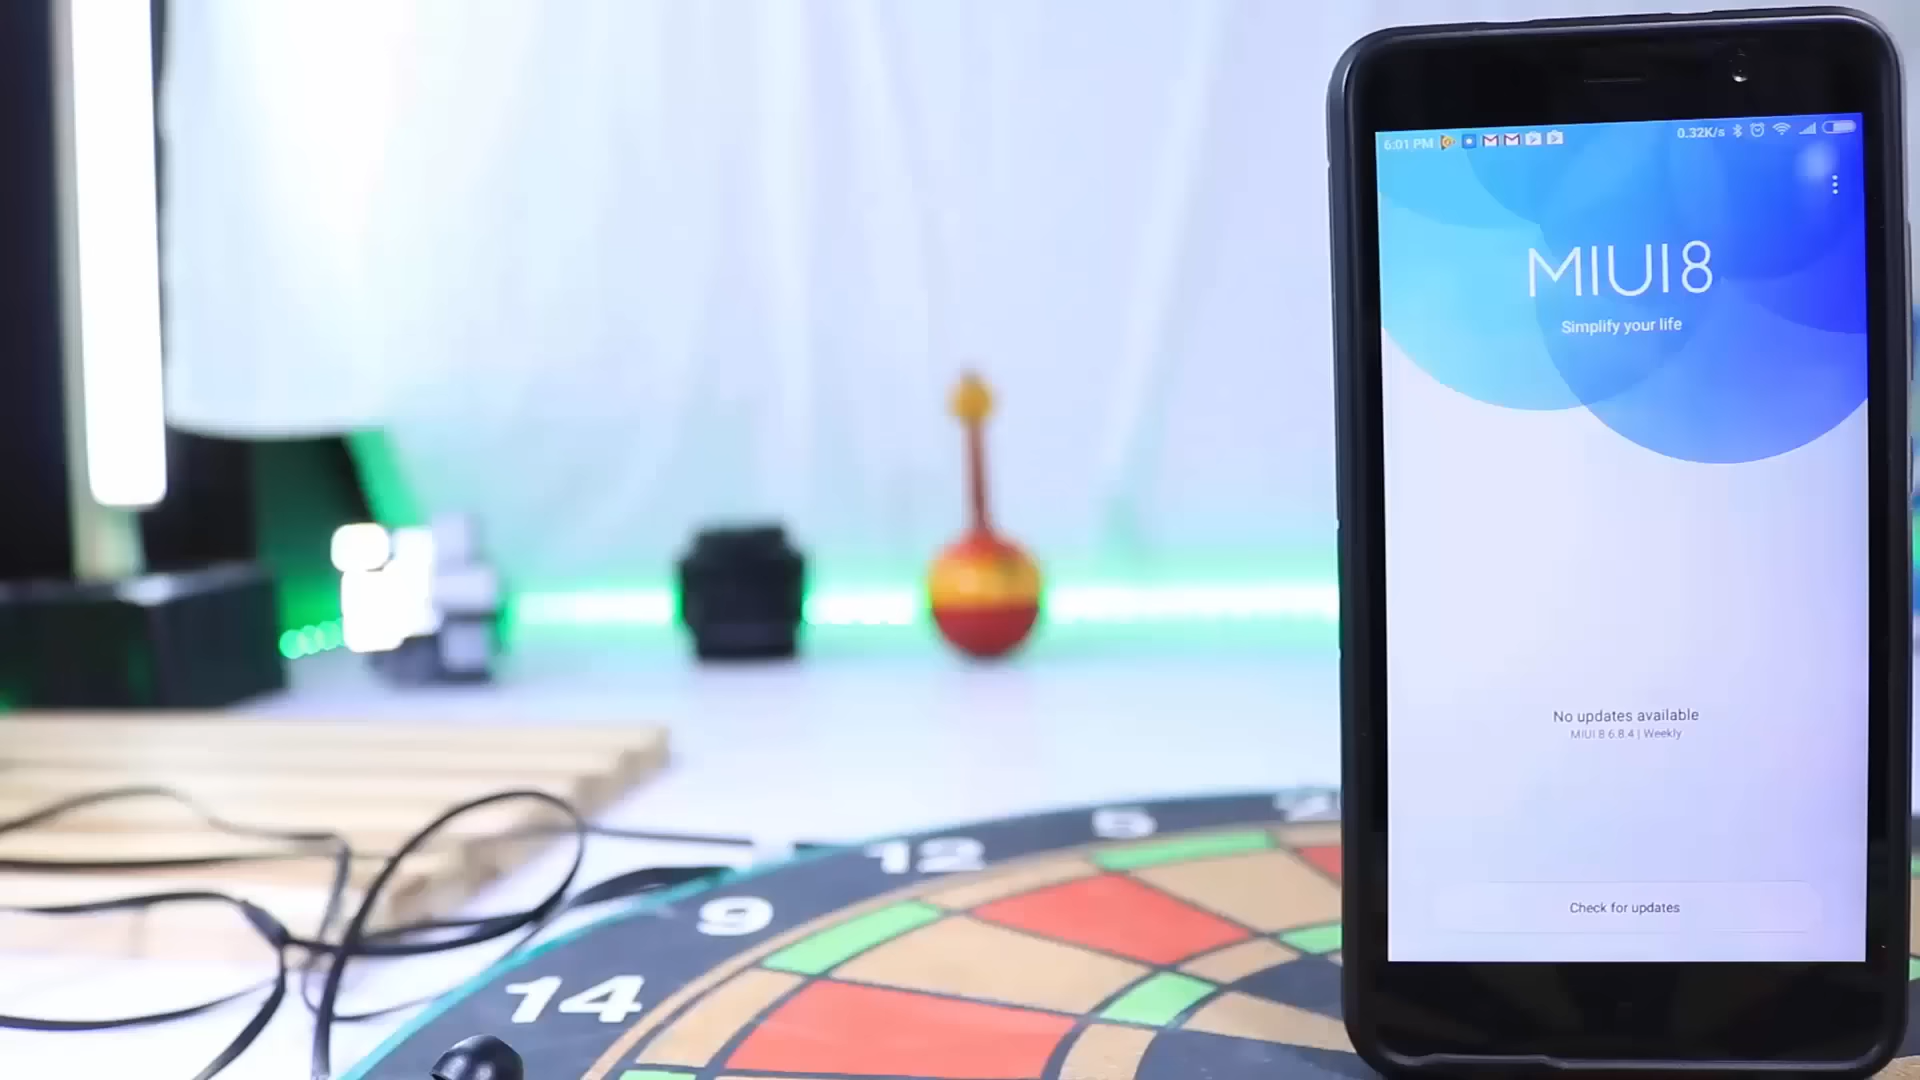 6:01 PM
0.32K/s
MIUI 8
Simplify your life
No updates available
MIUI 8 6.8.4 | Weekly
Check for updates
5
12
9
14